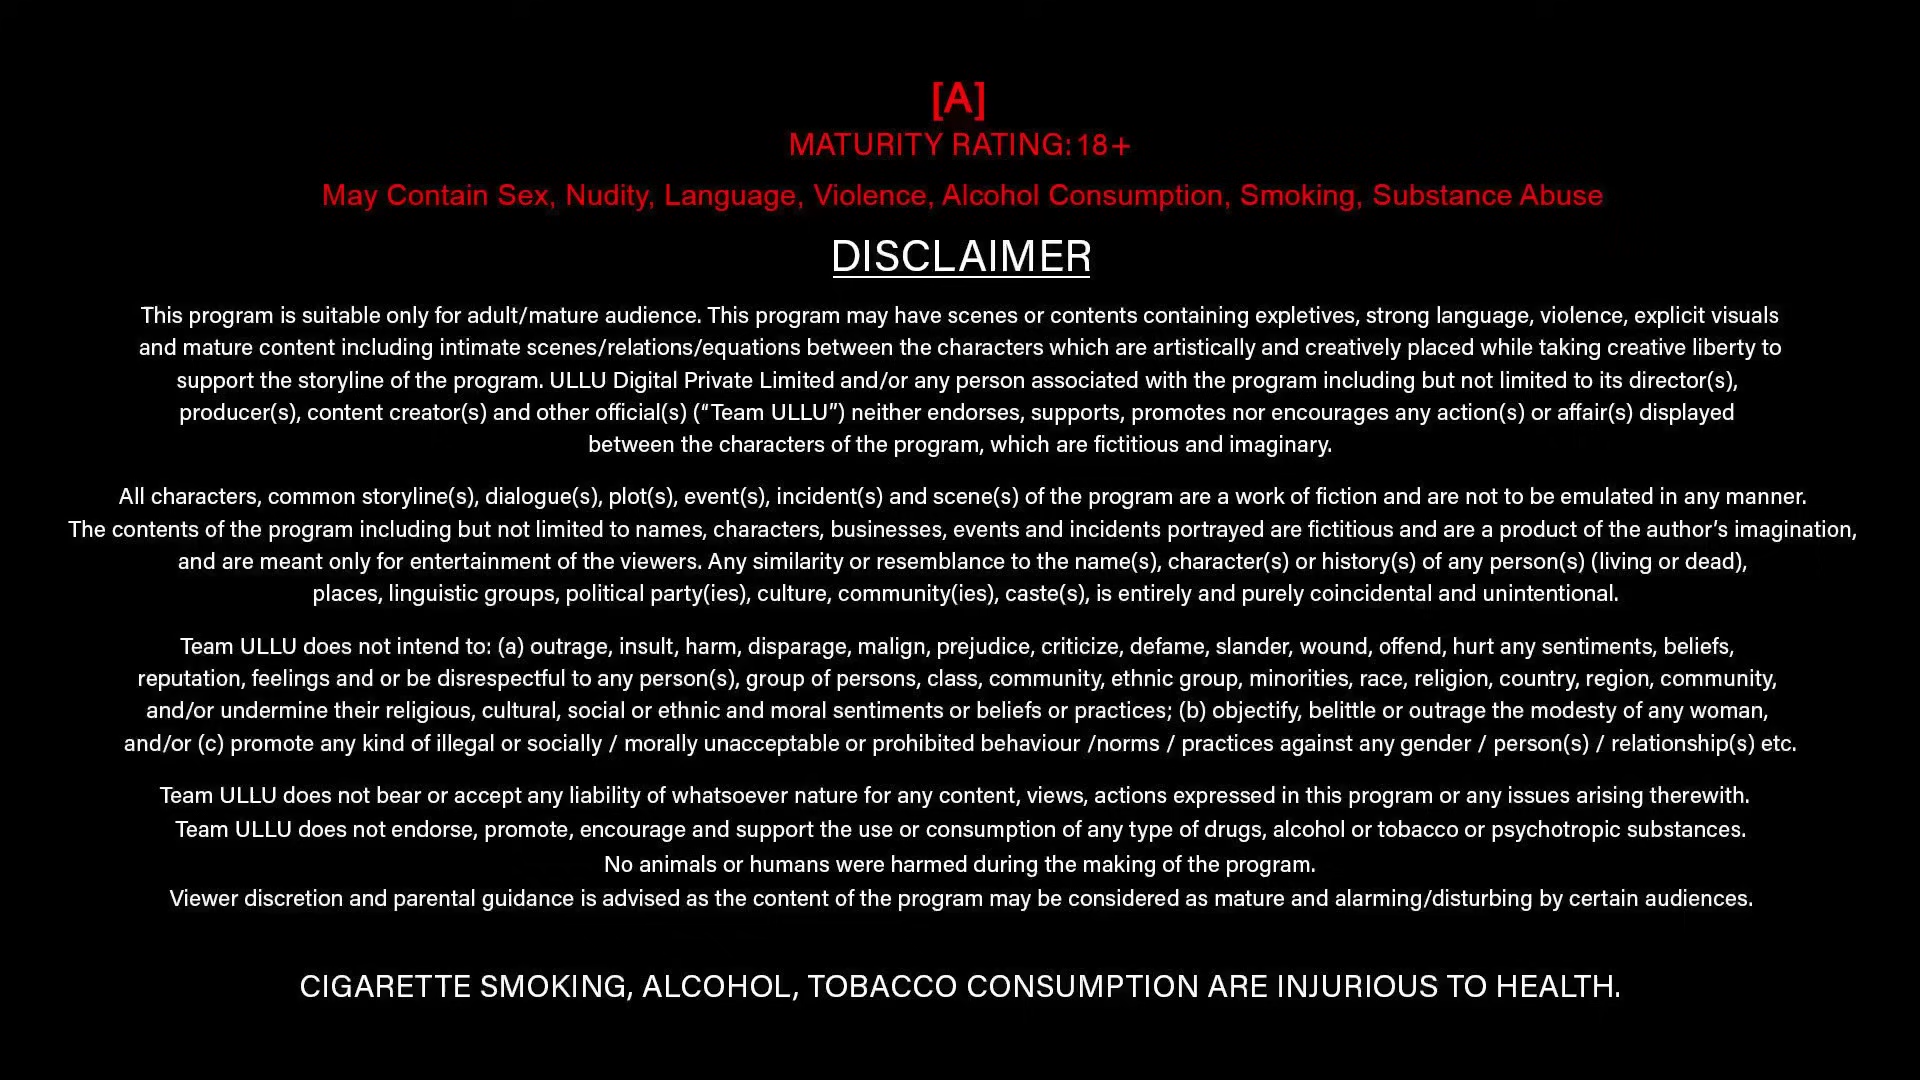 [A]
MATURITY RATING:18+
May Contain Sex, Nudity, Language, Violence, Alcohol Consumption, Smoking, Substance Abuse
DISCLAIMER
This program is suitable only for adult/mature audience. This program may have scenes or contents containing expletives, strong language, violence, explicit visuals
and mature content including intimate scenes/relations/equations between the characters which are artistically and creatively placed while taking creative liberty to
support the storyline of the program. ULLU Digital Private Limited and/or any person associated with the program including but not limited to its director(s),
producer(s), content creator(s) and other official(s) (“Team ULLU”) neither endorses, supports, promotes nor encourages any action(s) or affair(s) displayed
between the characters of the program, which are fictitious and imaginary.
All characters, common storyline(s), dialogue(s), plot(s), event(s), incident(s) and scene(s) of the program are a work of fiction and are not to be emulated in any manner.
The contents of the program including but not limited to names, characters, businesses, events and incidents portrayed are fictitious and are a product of the author’s imagination,
and are meant only for entertainment of the viewers. Any similarity or resemblance to the name(s), character(s) or history(s) of any person(s) (living or dead),
places, linguistic groups, political party(ies), culture, community(ies), caste(s), is entirely and purely coincidental and unintentional.
Team ULLU does not intend to: (a) outrage, insult, harm, disparage, malign, prejudice, criticize, defame, slander, wound, offend, hurt any sentiments, beliefs,
reputation, feelings and or be disrespectful to any person(s), group of persons, class, community, ethnic group, minorities, race, religion, country, region, community,
and/or undermine their religious, cultural, social or ethnic and moral sentiments or beliefs or practices; (b) objectify, belittle or outrage the modesty of any woman,
and/or (c) promote any kind of illegal or socially / morally unacceptable or prohibited behaviour /norms / practices against any gender / person(s) / relationship(s) etc.
Team ULLU does not bear or accept any liability of whatsoever nature for any content, views, actions expressed in this program or any issues arising therewith.
Team ULLU does not endorse, promote, encourage and support the use or consumption of any type of drugs, alcohol or tobacco or psychotropic substances.
No animals or humans were harmed during the making of the program.
Viewer discretion and parental guidance is advised as the content of the program may be considered as mature and alarming/disturbing by certain audiences.
CIGARETTE SMOKING, ALCOHOL, TOBACCO CONSUMPTION ARE INJURIOUS TO HEALTH.